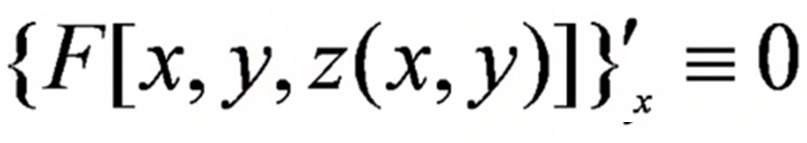 {F[x, y, z(x, y)]}′ₓ ≡ 0